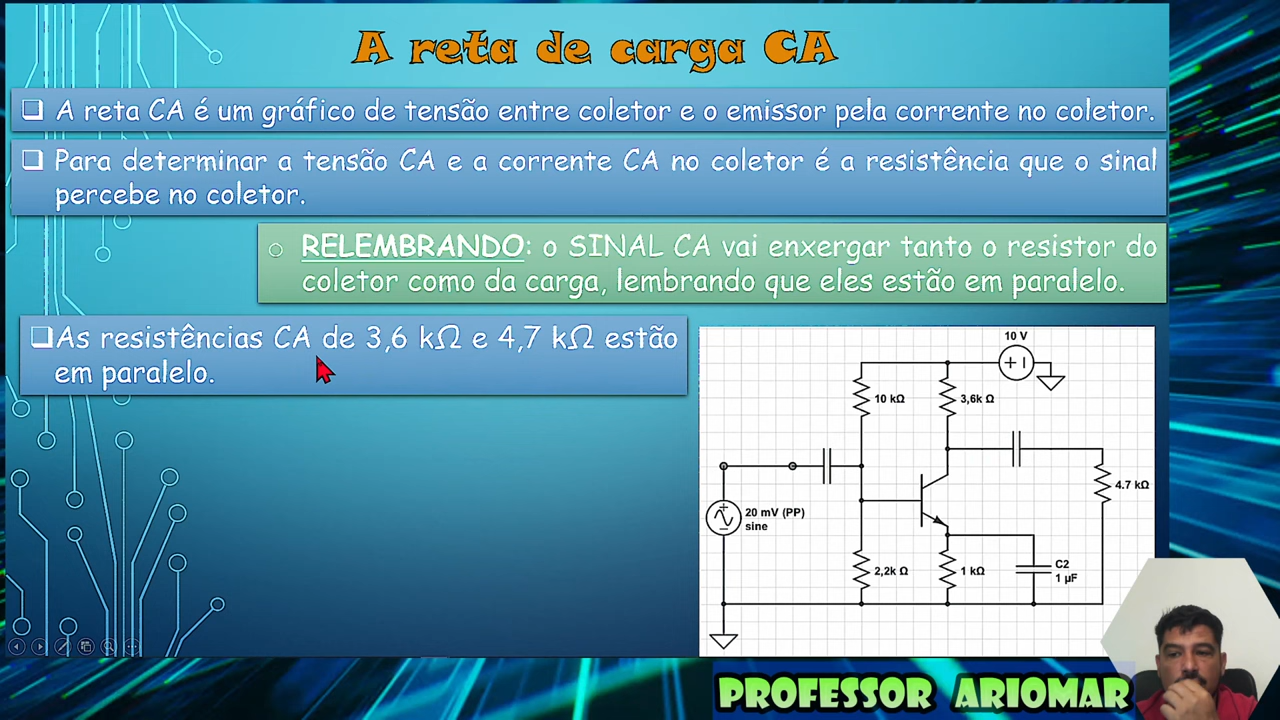 A reta de carga CA
❑ A reta CA é um gráfico de tensão entre coletor e o emissor pela corrente no coletor.
❑ Para determinar a tensão CA e a corrente CA no coletor é a resistência que o sinal
percebe no coletor.
○ RELEMBRANDO: o SINAL CA vai enxergar tanto o resistor do
coletor como da carga, lembrando que eles estão em paralelo.
❑As resistências CA de 3,6 kΩ e 4,7 kΩ estão
em paralelo.
10 V
10 kΩ
3,6k Ω
4.7 kΩ
20 mV (PP)
sine
2,2k Ω
1 kΩ
C2
1 µF
PROFESSOR ARIOMAR